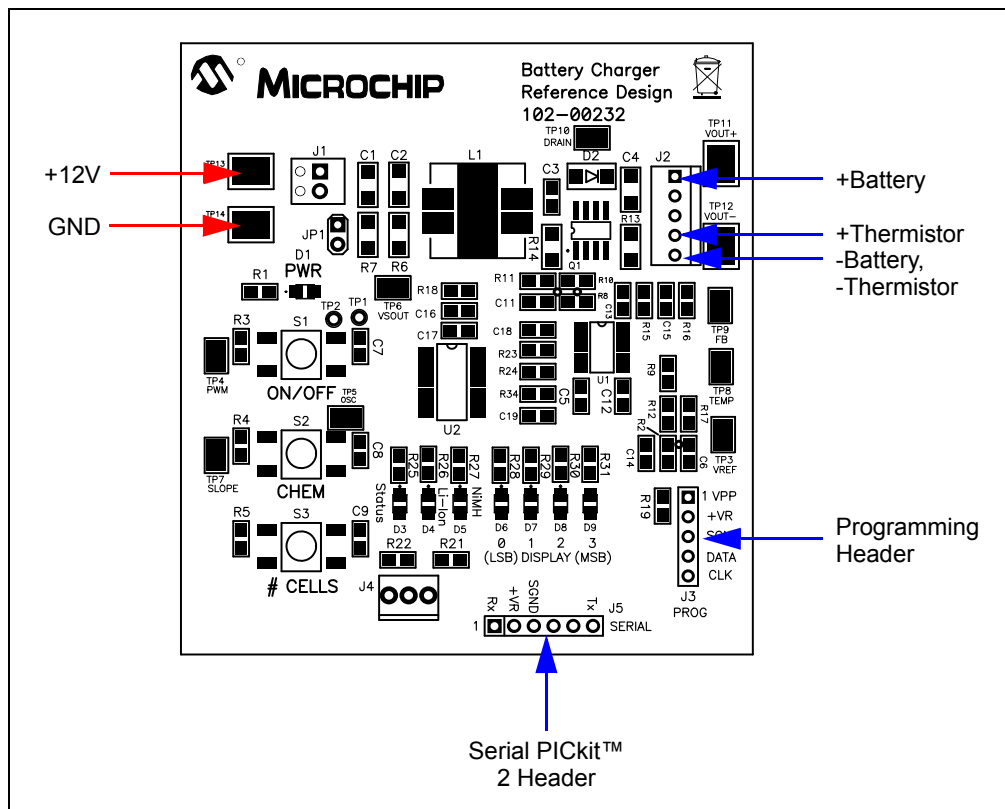 MICROCHIP
Battery Charger
Reference Design
102-00232
TP10
DRAIN
TP11
VOUT+
TP13
J1
C1
C2
L1
C3
D2
C4
J2
+12V
+Battery
TP14
GND
JP1
TP12
VOUT-
+Thermistor
-Battery,
-Thermistor
R7
R6
R14
R13
D1
PWR
R1
TP6
VSOUT
R18
R11
Q1
R10
C16
C11
R8
C13
R15
C15
R16
TP2
TP1
R3
S1
C7
C17
C18
TP9
FB
R23
R24
U1
R9
TP8
TEMP
TP4
PWM
ON/OFF
TP5
OSC
R34
C5
C12
R12
R17
C19
R2
U2
R4
S2
C8
TP7
SLOPE
CHEM
C14
C6
TP3
VREF
R25
R26
R27
R28
R29
R30
R31
Status
Li-Ion
NiMH
D3
D4
D5
D6
D7
D8
D9
0
1
2
3
(LSB) DISPLAY (MSB)
R19
1 VPP
+VR
DATA
CLK
J3
PROG
Programming
Header
R5
S3
C9
# CELLS
R22
R21
J4
Rx
+VR
SGND
Tx
J5
1
SERIAL
Serial PICkit™
2 Header